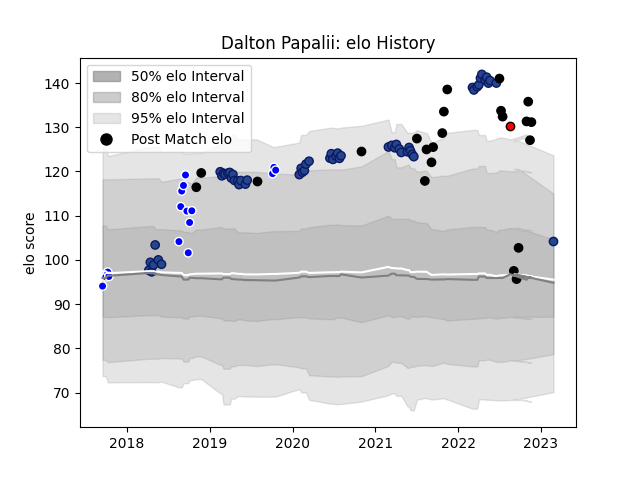 Dalton Papalii: elo History
50% elo Interval
80% elo Interval
95% elo Interval
Post Match elo
elo score
140
130
120
110
100
90
80
70
2018 2019 2020 2021 2022 2023